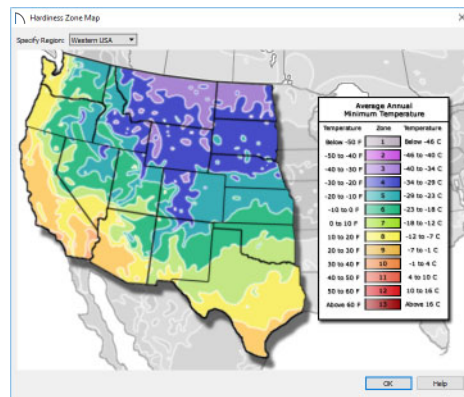 Hardiness Zone Map
Specify Region: Western USA
Average Annual
Minimum Temperature
Temperature Zone Temperature
Below -50 F 1 Below -46 C
-50 to -40 F 2 -46 to -40 C
-40 to -30 F 3 -40 to -34 C
-30 to -20 F 4 -34 to -29 C
-20 to -10 F 5 -29 to -23 C
-10 to 0 F 6 -23 to -18 C
0 to 10 F 7 -18 to -12 C
10 to 20 F 8 -12 to -7 C
20 to 30 F 9 -7 to -1 C
30 to 40 F 10 -1 to 4 C
40 to 50 F 11 4 to 10 C
50 to 60 F 12 10 to 16 C
Above 60 F 13 Above 16 C
OK Help